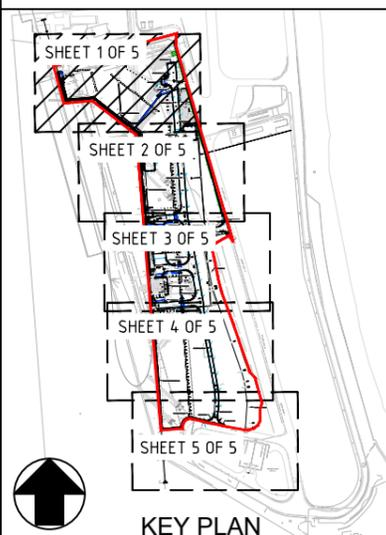 SHEET 1 OF 5
SHEET 2 OF 5
SHEET 3 OF 5
SHEET 4 OF 5
SHEET 5 OF 5
KEY PLAN